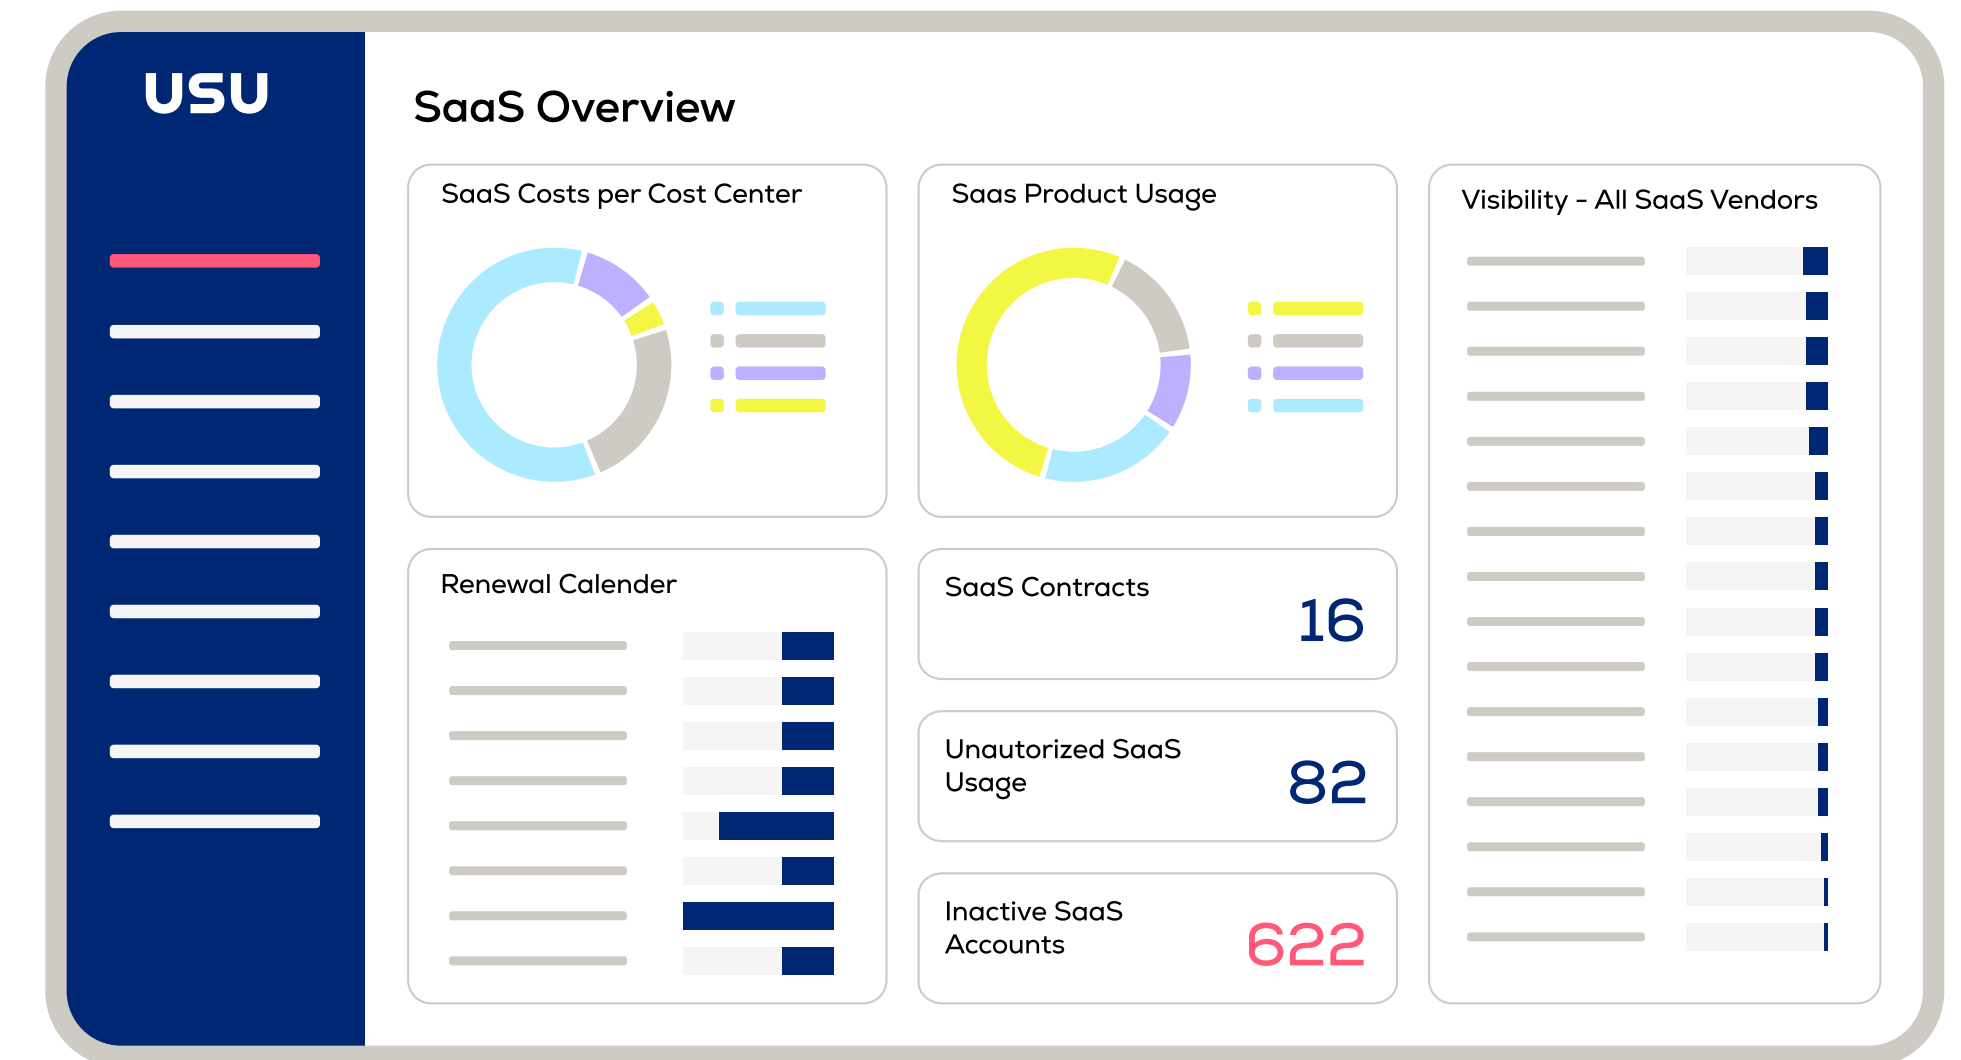 USU
SaaS Overview
SaaS Costs per Cost Center
Saas Product Usage
Visibility - All SaaS Vendors
Renewal Calender
SaaS Contracts
16
Unautorized SaaS
Usage
82
Inactive SaaS
Accounts
622